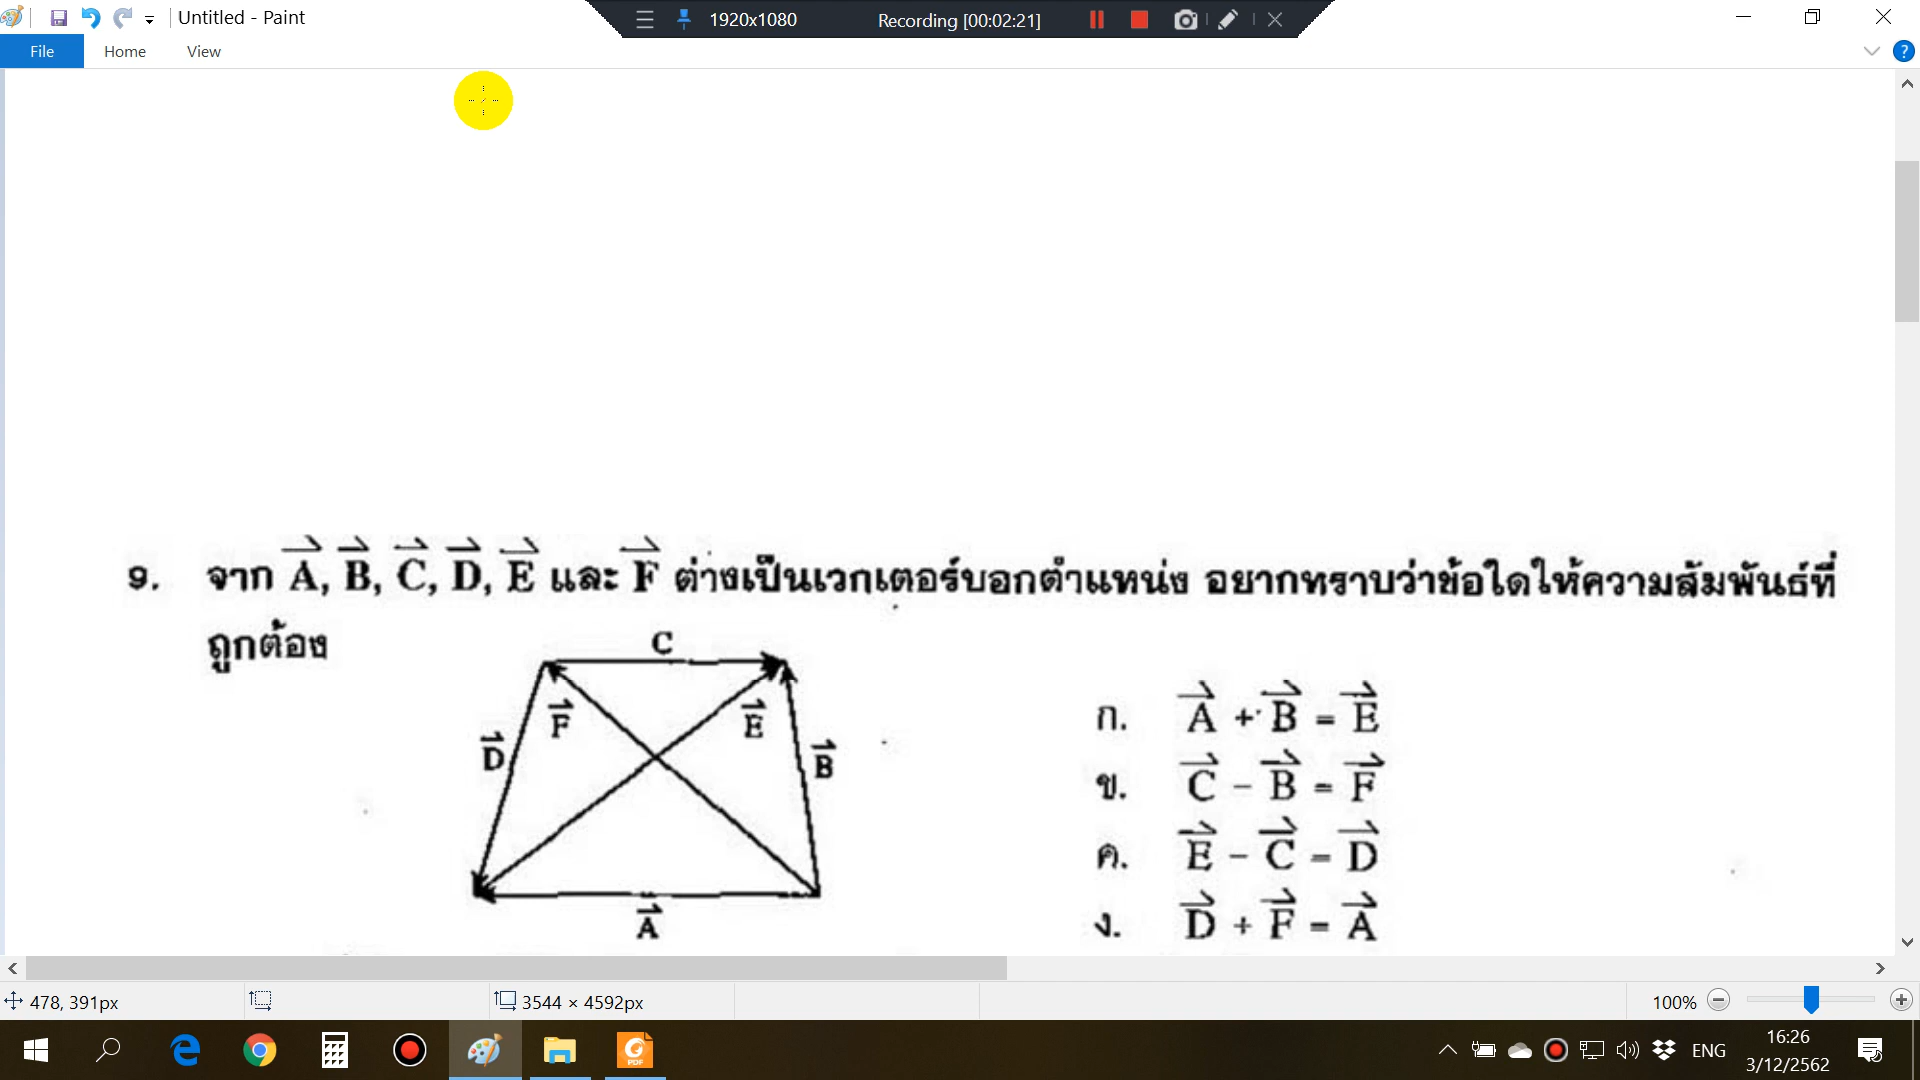 Untitled - Paint
1920x1080
Recording [00:02:21]
File
Home
View
9. จาก A, B, C, D, E และ F ต่างเป็นเวกเตอร์บอกตำแหน่ง อยากทราบว่าข้อใดให้ความสัมพันธ์ที่
ถูกต้อง
C
F
E
D
B
A
ก. A + B = E
ข. C - B = F
ค. E - C = D
ง. D + F = A
478, 391px
3544 × 4592px
100%
PDF
ENG
16:26
3/12/2562